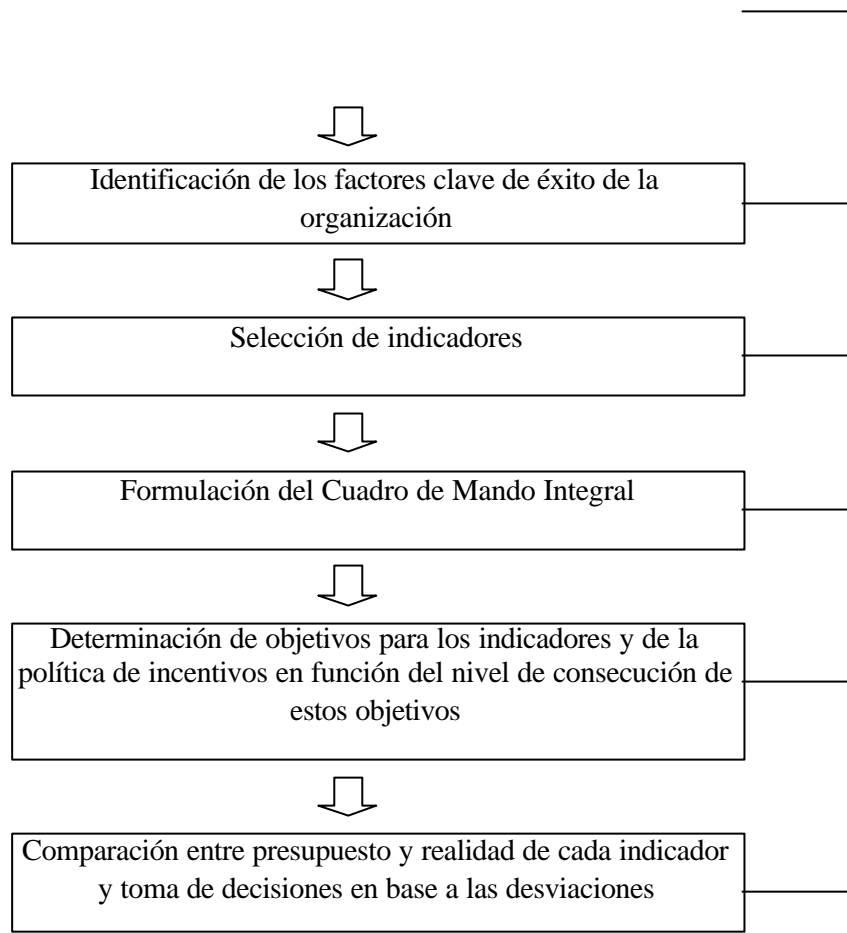 Identificación de los factores clave de éxito de la
organización
Selección de indicadores
Formulación del Cuadro de Mando Integral
Determinación de objetivos para los indicadores y de la
política de incentivos en función del nivel de consecución de
estos objetivos
Comparación entre presupuesto y realidad de cada indicador
y toma de decisiones en base a las desviaciones